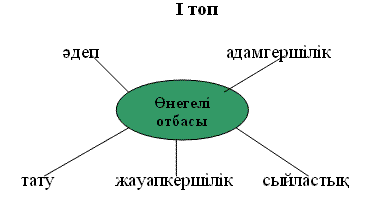 І топ
әдеп
адамгершілік
Өнегелі
отбасы
тату
жауапкершілік
сыйластық